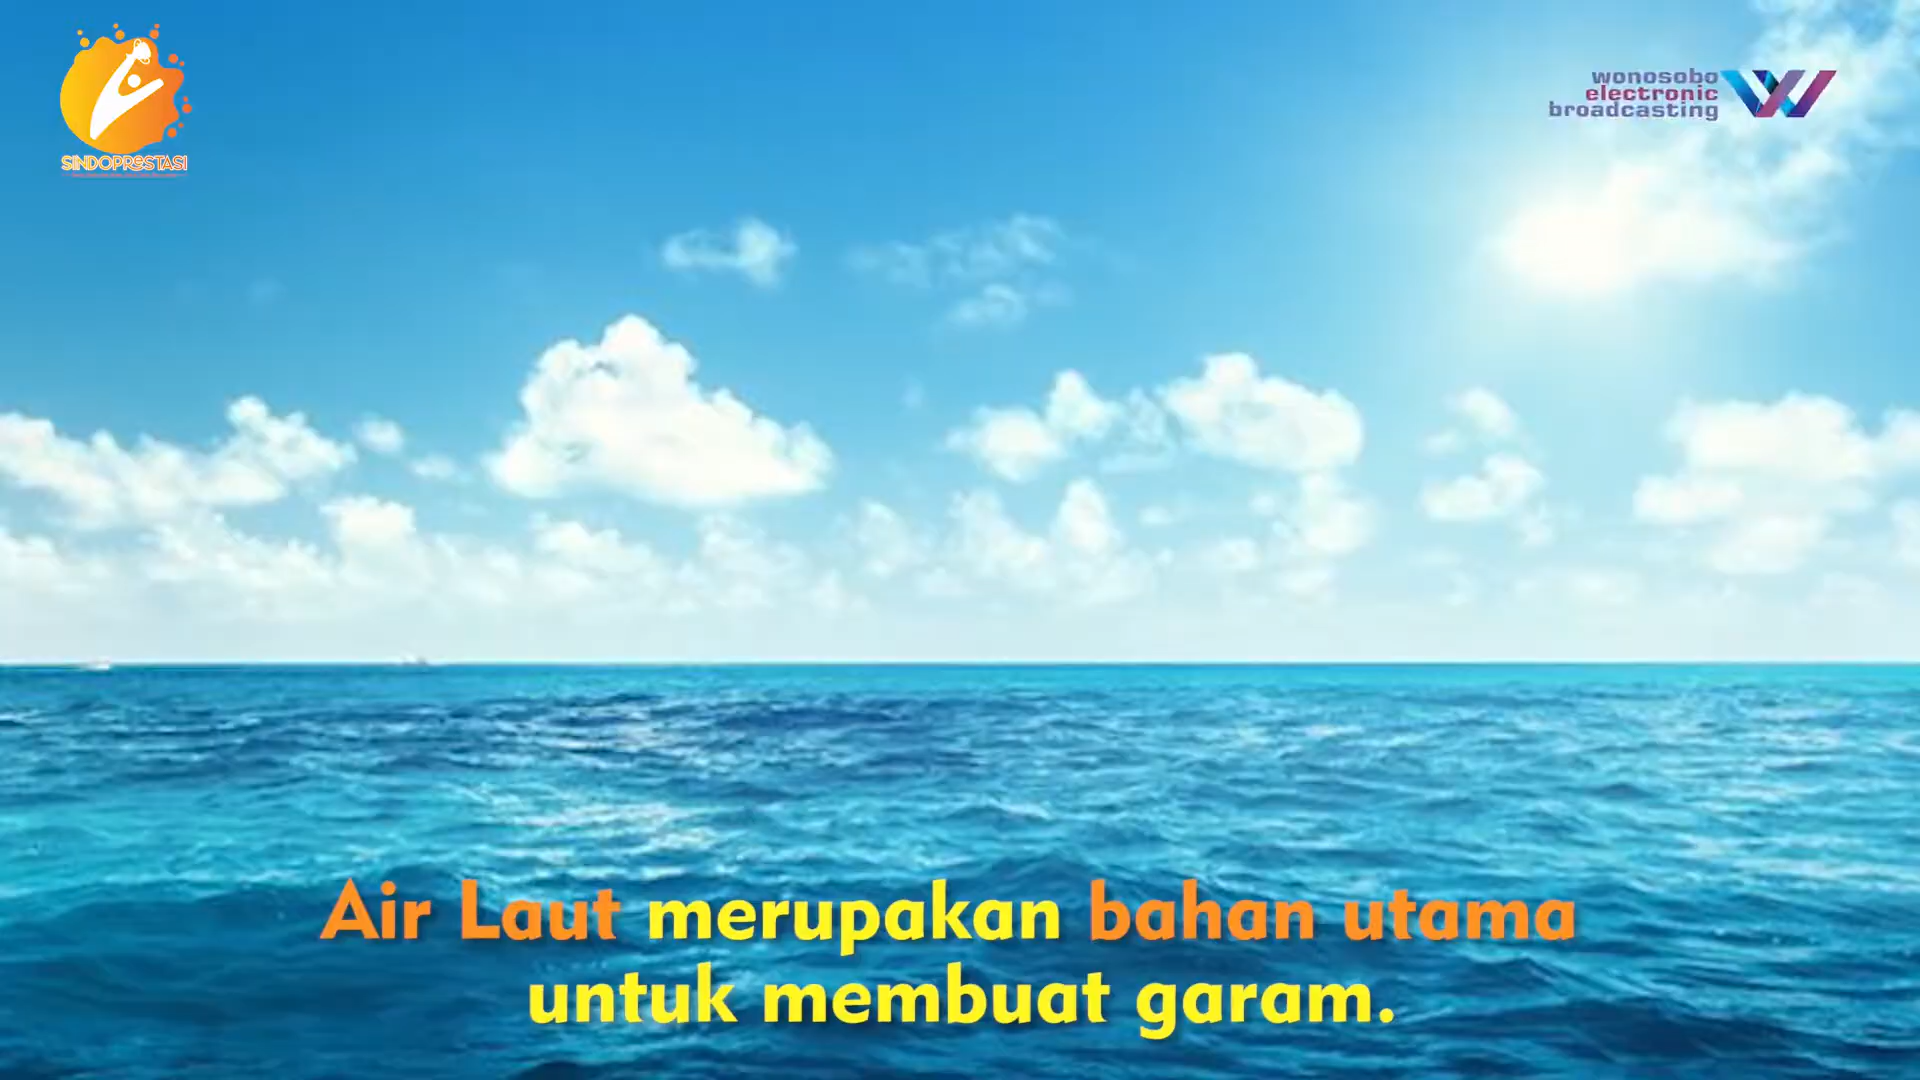 SINDOPRESTASI
wonosobo
electronic
broadcasting
Air Laut merupakan bahan utama
untuk membuat garam.